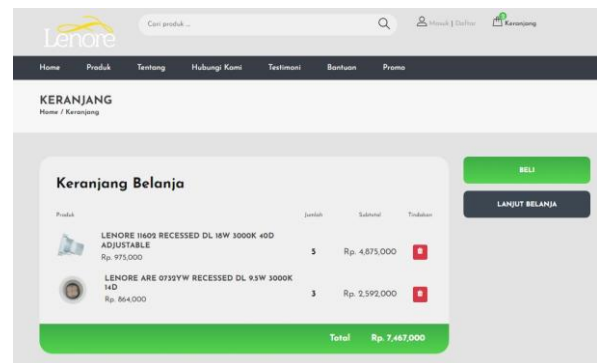 Lenore
Cari produk ...
Masuk | Daftar
0
Keranjang
Home Produk Tentang Hubungi Kami Testimoni Bantuan Promo
KERANJANG
Home / Keranjang
Keranjang Belanja
BELI
LANJUT BELANJA
Produk Jumlah Subtotal Tindakan
LENORE 11602 RECESSED DL 18W 3000K 40D
ADJUSTABLE
Rp. 975,000
5 Rp. 4,875,000
LENORE ARE 0732YW RECESSED DL 9.5W 3000K
14D
Rp. 864,000
3 Rp. 2,592,000
Total Rp. 7,467,000